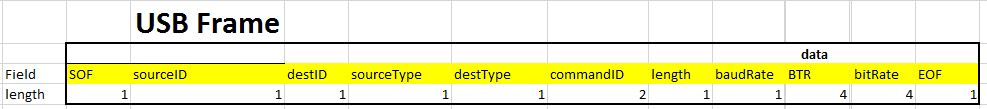 USB Frame
data
Field SOF sourceID destID sourceType destType commandID length baudRate BTR bitRate EOF
length 1 1 1 1 1 2 1 1 4 4 1